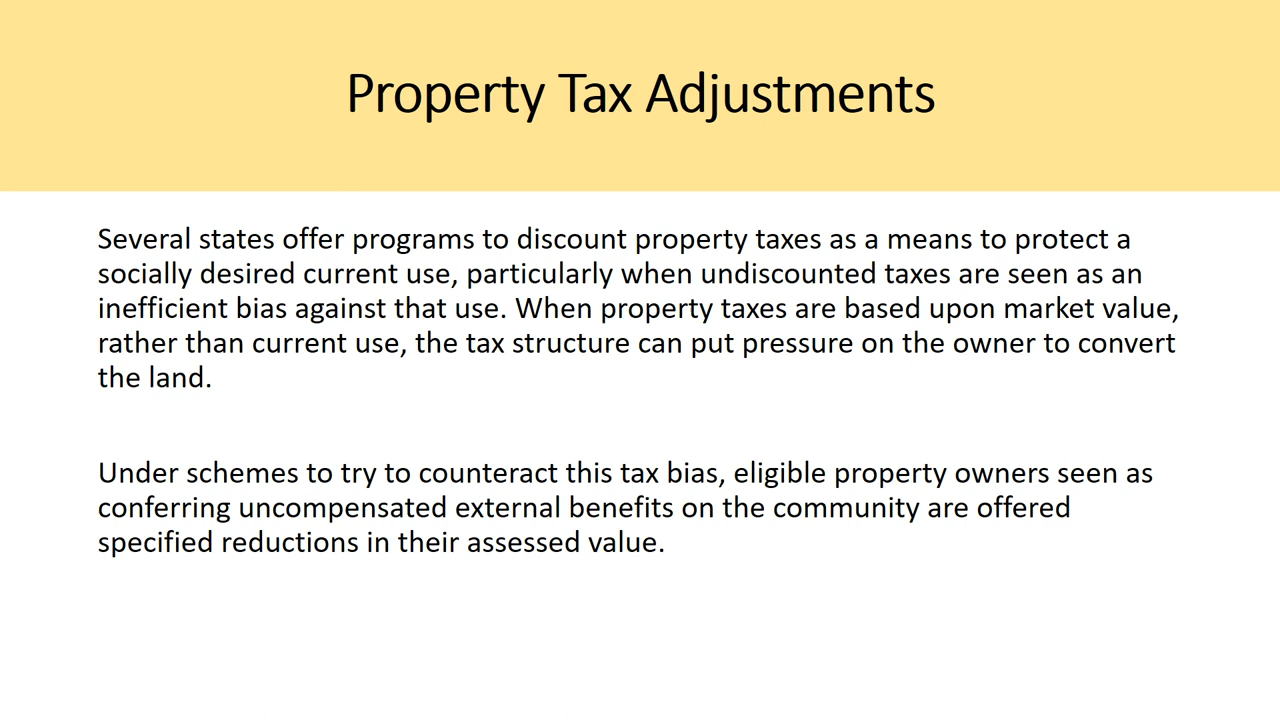 Property Tax Adjustments
Several states offer programs to discount property taxes as a means to protect a
socially desired current use, particularly when undiscounted taxes are seen as an
inefficient bias against that use. When property taxes are based upon market value,
rather than current use, the tax structure can put pressure on the owner to convert
the land.
Under schemes to try to counteract this tax bias, eligible property owners seen as
conferring uncompensated external benefits on the community are offered
specified reductions in their assessed value.